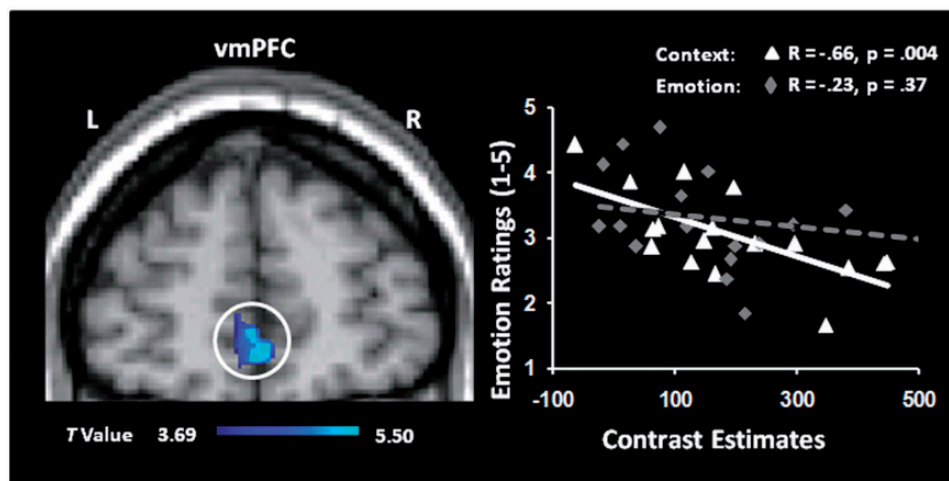 vmPFC
L
R
T Value 3.69 5.50
Context: R = -.66, p = .004
Emotion: R = -.23, p = .37
Emotion Ratings (1-5)
5
4
3
2
1
-100 100 300 500
Contrast Estimates